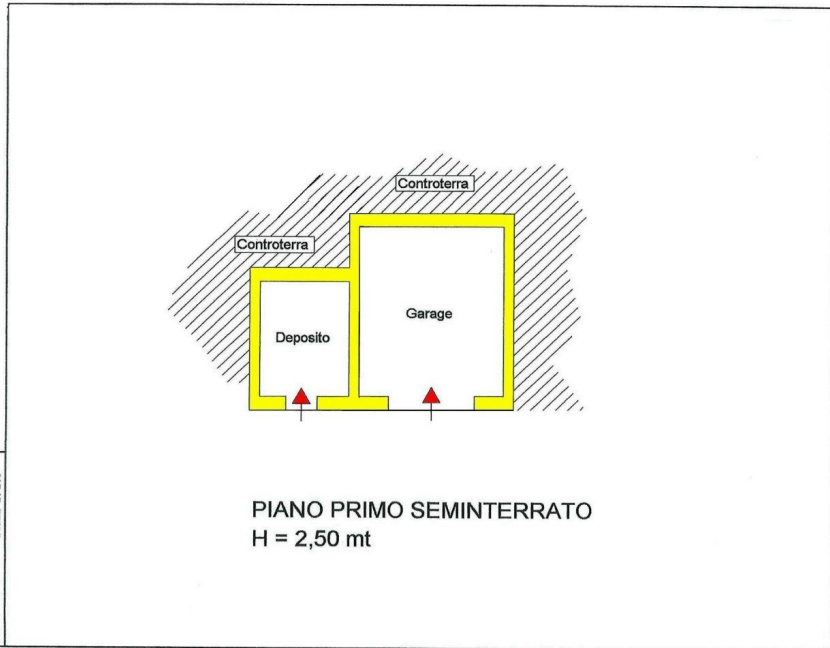 Controterra
Controterra
Garage
Deposito
PIANO PRIMO SEMINTERRATO
H = 2,50 mt